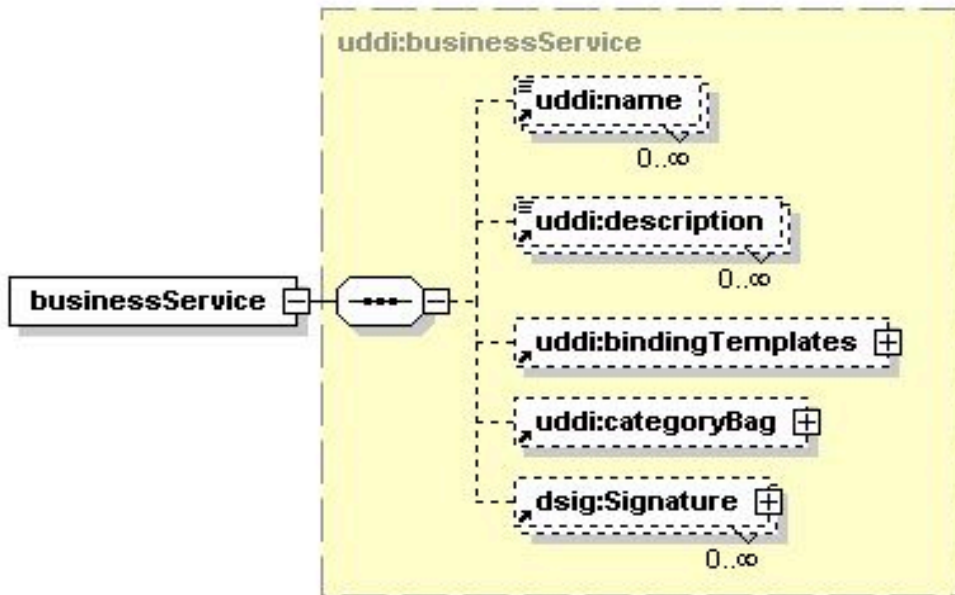 uddi:businessService
uddi:name
0..∞
uddi:description
0..∞
businessService
uddi:bindingTemplates
uddi:categoryBag
dsig:Signature
0..∞